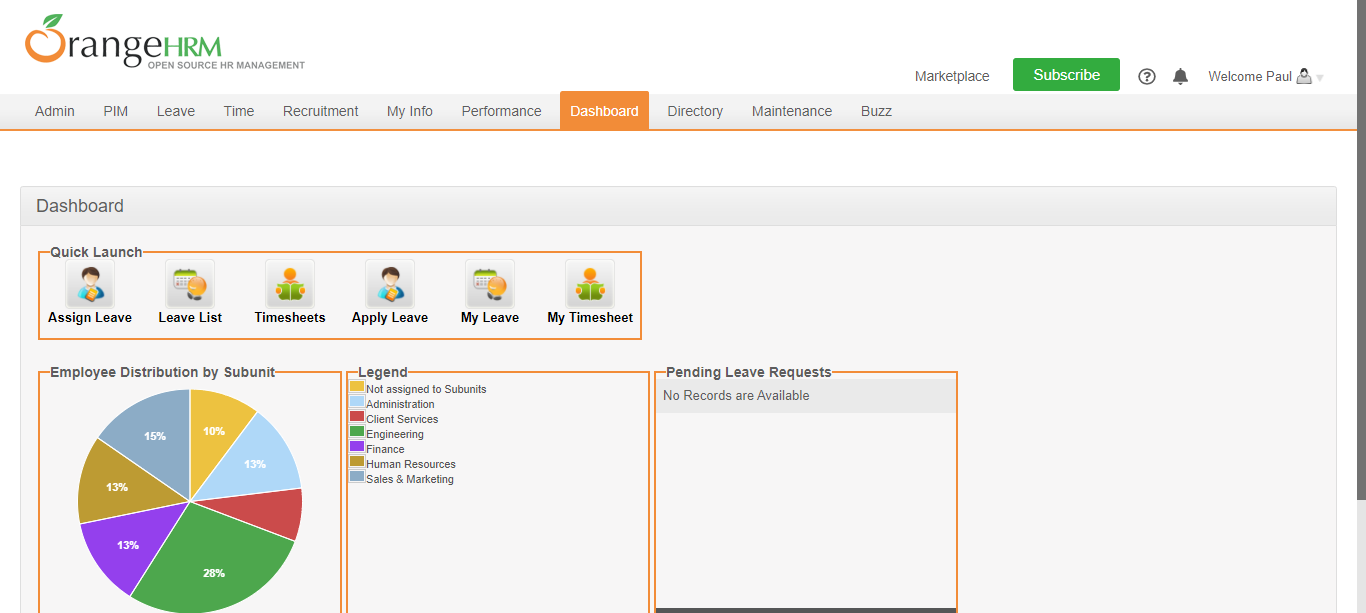 OrangeHRM
OPEN SOURCE HR MANAGEMENT
Marketplace Subscribe ? Welcome Paul
Admin PIM Leave Time Recruitment My Info Performance Dashboard Directory Maintenance Buzz
Dashboard
Quick Launch
Assign Leave Leave List Timesheets Apply Leave My Leave My Timesheet
Employee Distribution by Subunit
10%
13%
28%
13%
13%
15%
Legend
Not assigned to Subunits
Administration
Client Services
Engineering
Finance
Human Resources
Sales & Marketing
Pending Leave Requests
No Records are Available